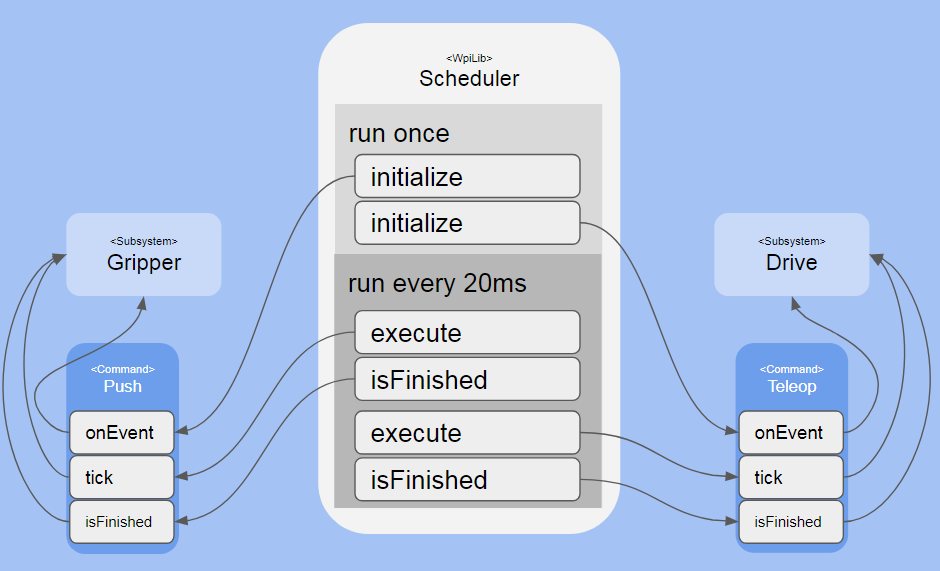 <WpiLib>
Scheduler
run once
initialize
initialize
run every 20ms
execute
isFinished
execute
isFinished
<Subsystem>
Gripper
<Command>
Push
onEvent
tick
isFinished
<Subsystem>
Drive
<Command>
Teleop
onEvent
tick
isFinished